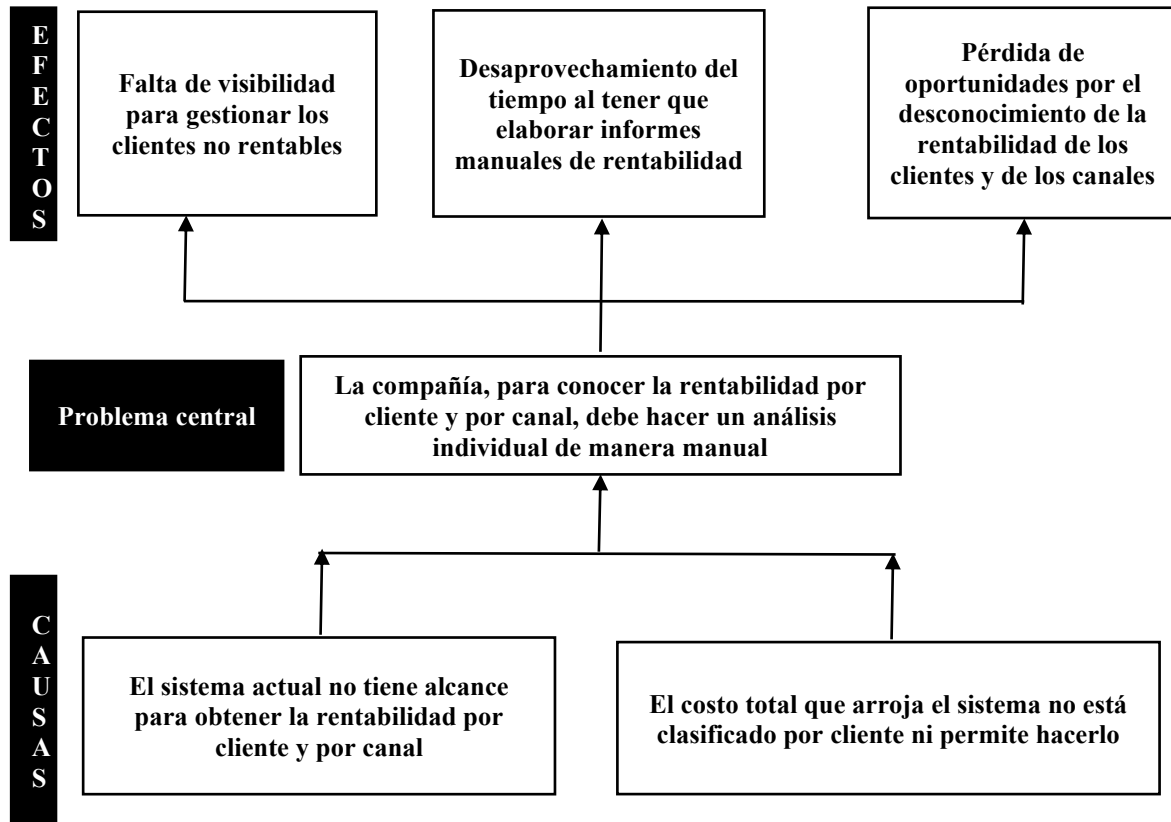 EFECTOS
Falta de visibilidad
para gestionar los
clientes no rentables
Desaprovechamiento del
tiempo al tener que
elaborar informes
manuales de rentabilidad
Pérdida de
oportunidades por el
desconocimiento de la
rentabilidad de los
clientes y de los canales
Problema central
La compañía, para conocer la rentabilidad por
cliente y por canal, debe hacer un análisis
individual de manera manual
CAUSAS
El sistema actual no tiene alcance
para obtener la rentabilidad por
cliente y por canal
El costo total que arroja el sistema no está
clasificado por cliente ni permite hacerlo